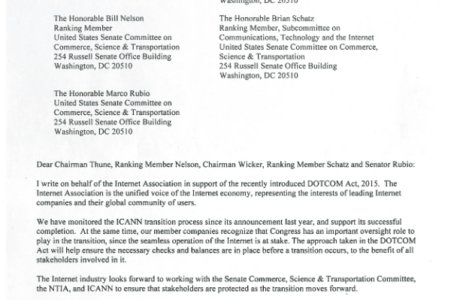 Washington, DC 20510
The Honorable Bill Nelson
Ranking Member
United States Senate Committee on
Commerce, Science & Transportation
254 Russell Senate Office Building
Washington, DC 20510
The Honorable Brian Schatz
Ranking Member, Subcommittee on
Communications, Technology and the Internet
United States Senate Committee on Commerce,
Science & Transportation
254 Russell Senate Office Building
Washington, DC 20510
The Honorable Marco Rubio
United States Senate Committee on
Commerce, Science & Transportation
254 Russell Senate Office Building
Washington, DC 20510
Dear Chairman Thune, Ranking Member Nelson, Chairman Wicker, Ranking Member Schatz and Senator Rubio:
I write on behalf of the Internet Association in support of the recently introduced DOTCOM Act, 2015. The
Internet Association is the unified voice of the Internet economy, representing the interests of leading Internet
companies and their global community of users.
We have monitored the ICANN transition process since its announcement last year, and support its successful
completion. At the same time, our member companies recognize that Congress has an important oversight role to
play in the transition, since the seamless operation of the Internet is at stake. The approach taken in the DOTCOM
Act will help ensure the necessary checks and balances are in place before a transition occurs, to the benefit of all
stakeholders involved in it.
The Internet industry looks forward to working with the Senate Commerce, Science & Transportation Committee,
the NTIA, and ICANN to ensure that stakeholders are protected as the transition moves forward.